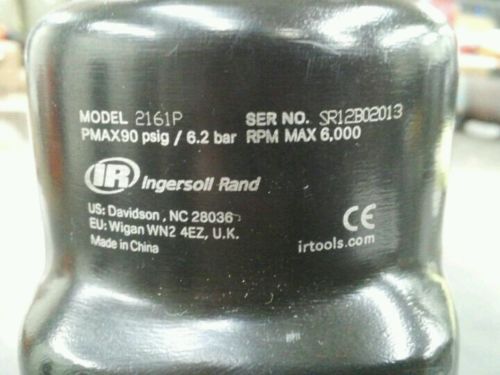 MODEL 2161P SER NO. SR12B02013
PMAX90 psig / 6.2 bar RPM MAX 6,000
IR Ingersoll Rand
US: Davidson, NC 28036
EU: Wigan WN2 4EZ, U.K.
Made in China
CE
irtools.com